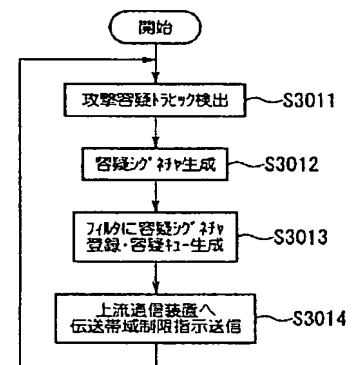 開始
攻撃容疑ﾄﾗﾋｯｸ検出
S3011
容疑ｼｸﾞﾈﾁｬ生成
S3012
ﾌｨﾙﾀに容疑ｼｸﾞﾈﾁｬ
登録・容疑ｷｭｰ生成
S3013
上流通信装置へ
伝送帯域制限指示送信
S3014